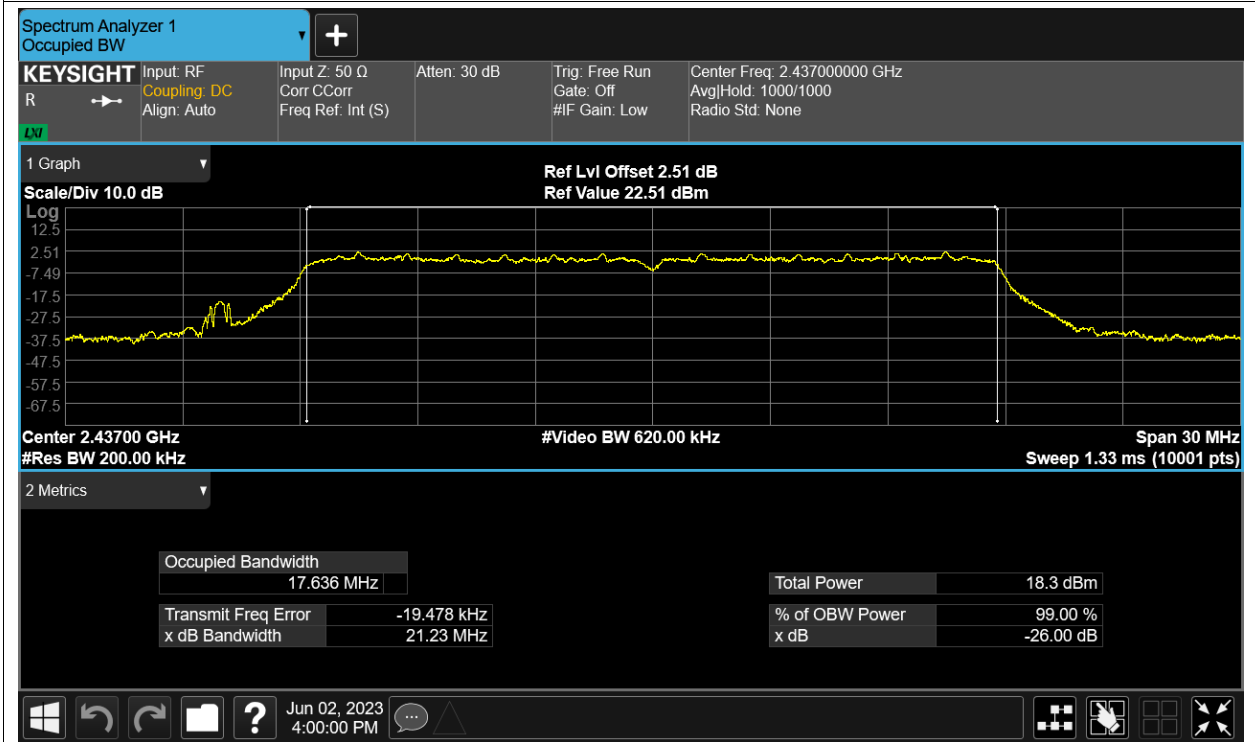 Spectrum Analyzer 1
Occupied BW
KEYSIGHT
R
LXI
Input: RF
Coupling: DC
Align: Auto
Input Z: 50 Ω
Corr CCorr
Freq Ref: Int (S)
Atten: 30 dB
Trig: Free Run
Gate: Off
#IF Gain: Low
Center Freq: 2.437000000 GHz
Avg|Hold: 1000/1000
Radio Std: None
1 Graph
Scale/Div 10.0 dB
Ref Lvl Offset 2.51 dB
Ref Value 22.51 dBm
Log
12.5
2.51
-7.49
-17.5
-27.5
-37.5
-47.5
-57.5
-67.5
Center 2.43700 GHz
#Video BW 620.00 kHz
Span 30 MHz
#Res BW 200.00 kHz
Sweep 1.33 ms (10001 pts)
2 Metrics
Occupied Bandwidth
17.636 MHz
Total Power 18.3 dBm
Transmit Freq Error -19.478 kHz
% of OBW Power 99.00 %
x dB Bandwidth 21.23 MHz
x dB -26.00 dB
?
Jun 02, 2023
4:00:00 PM